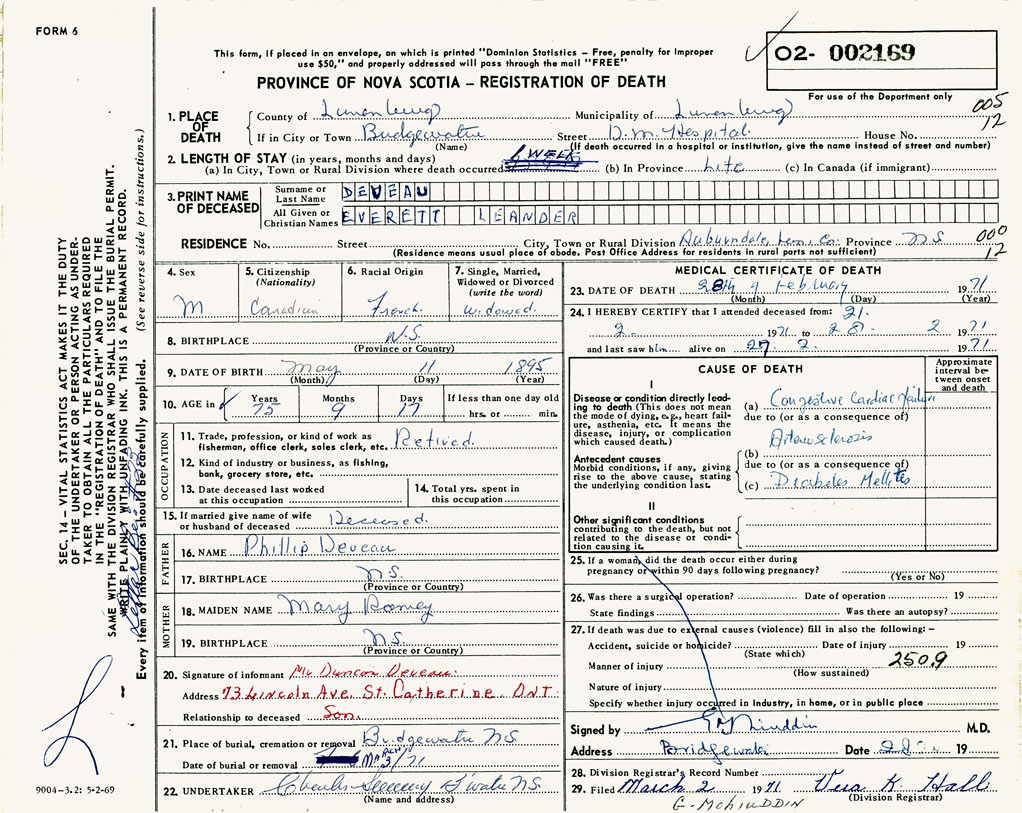 FORM 6
This form, if placed in an envelope, on which is printed "Dominion Statistics – Free, penalty for improper
use $50," and properly addressed will pass through the mail "FREE"
O2- 002169
For use of the Department only
PROVINCE OF NOVA SCOTIA – REGISTRATION OF DEATH
005
12
1. PLACE OF DEATH
County of Lunenburg Municipality of Lunenburg
If in City or Town Bridgewater Street D.M. Hospital House No.
(Name) (If death occurred in a hospital or institution, give the name instead of street and number)
2. LENGTH OF STAY (in years, months and days)
(a) In City, Town or Rural Division where death occurred 1 WEEK (b) In Province Life (c) In Canada (if immigrant)
3. PRINT NAME OF DECEASED
Surname or Last Name DEVEAU
All Given or Christian Names EVERETT LEANDER
RESIDENCE No. Street City, Town or Rural Division Auburndale, Lun. Co. Province N.S.
(Residence means usual place of abode. Post Office Address for residents in rural parts not sufficient)
000
12
4. Sex
M
5. Citizenship
(Nationality)
Canadian
6. Racial Origin
French
7. Single, Married,
Widowed or Divorced
(write the word)
Widowed.
8. BIRTHPLACE N.S.
(Province or Country)
9. DATE OF BIRTH May 11 1895
(Month) (Day) (Year)
10. AGE in Years Months Days If less than one day
75 9 17 hrs. or min.
OCCUPATION
11. Trade, profession, or kind of work as
fisherman, office clerk, sales clerk, etc. Retired.
12. Kind of industry or business, as fishing,
bank, grocery store, etc.
13. Date deceased last worked
at this occupation
14. Total yrs. spent in
this occupation
15. If married give name of wife
or husband of deceased Deceased.
FATHER
16. NAME Phillip Deveau
17. BIRTHPLACE N.S.
(Province or Country)
MOTHER
18. MAIDEN NAME Mary
19. BIRTHPLACE N.S.
(Province or Country)
20. Signature of informant Mr Duncan Deveau
Address 73 Lincoln Ave. St. Catherine, ONT
Relationship to deceased Son.
21. Place of burial, cremation or removal Bridgewater N.S.
Date of burial or removal MARCH 3/71
22. UNDERTAKER B'water N.S.
(Name and address)
MEDICAL CERTIFICATE OF DEATH
23. DATE OF DEATH 28th of February 1971
(Month) (Day) (Year)
24. I HEREBY CERTIFY that I attended deceased from: 21.
2. 1971 to 28. 2 1971
and last saw him alive on 27. 2. 1971
CAUSE OF DEATH
Approximate
interval be-
tween onset
and death
I
Disease or condition directly lead-
ing to death (This does not mean
the mode of dying, e.g., heart fail-
ure, asthenia, etc. It means the
disease, injury, or complication
which caused death.)
(a) Congestive Cardiac failure
due to (or as a consequence of)
Arteriosclerosis
Antecedent causes
Morbid conditions, if any, giving
rise to the above cause, stating
the underlying condition last.
(b)
due to (or as a consequence of)
(c) Diabetes Mellitus
II
Other significant conditions
contributing to the death, but not
related to the disease or condi-
tion causing it.
25. If a woman, did the death occur either during
pregnancy or within 90 days following pregnancy?
(Yes or No)
26. Was there a surgical operation? Date of operation 19
State findings Was there an autopsy?
27. If death was due to external causes (violence) fill in also the following: –
Accident, suicide or homicide? Date of injury 19
(State which) 250.9
Manner of injury
(How sustained)
Nature of injury
Specify whether injury occurred in industry, in home, or in public place
Signed by M.D.
Address Bridgewater Date 19
28. Division Registrar's Record Number
29. Filed March 2 1971 Vera K. Hall
(Division Registrar)
G. MOHIUDDIN
SEC. 14 – VITAL STATISTICS ACT MAKES IT THE DUTY
OF THE UNDERTAKER OR PERSON ACTING AS UNDER-
TAKER TO OBTAIN ALL THE PARTICULARS REQUIRED
IN THE "REGISTRATION OF DEATH" AND TO FILE THE
SAME WITH THE DIVISION REGISTRAR WHO SHALL ISSUE THE BURIAL PERMIT.
WRITE PLAINLY WITH UNFADING INK. THIS IS A PERMANENT RECORD.
Every item of information should be carefully supplied. (See reverse side for instructions.)
9004–3.2: 5-2-69